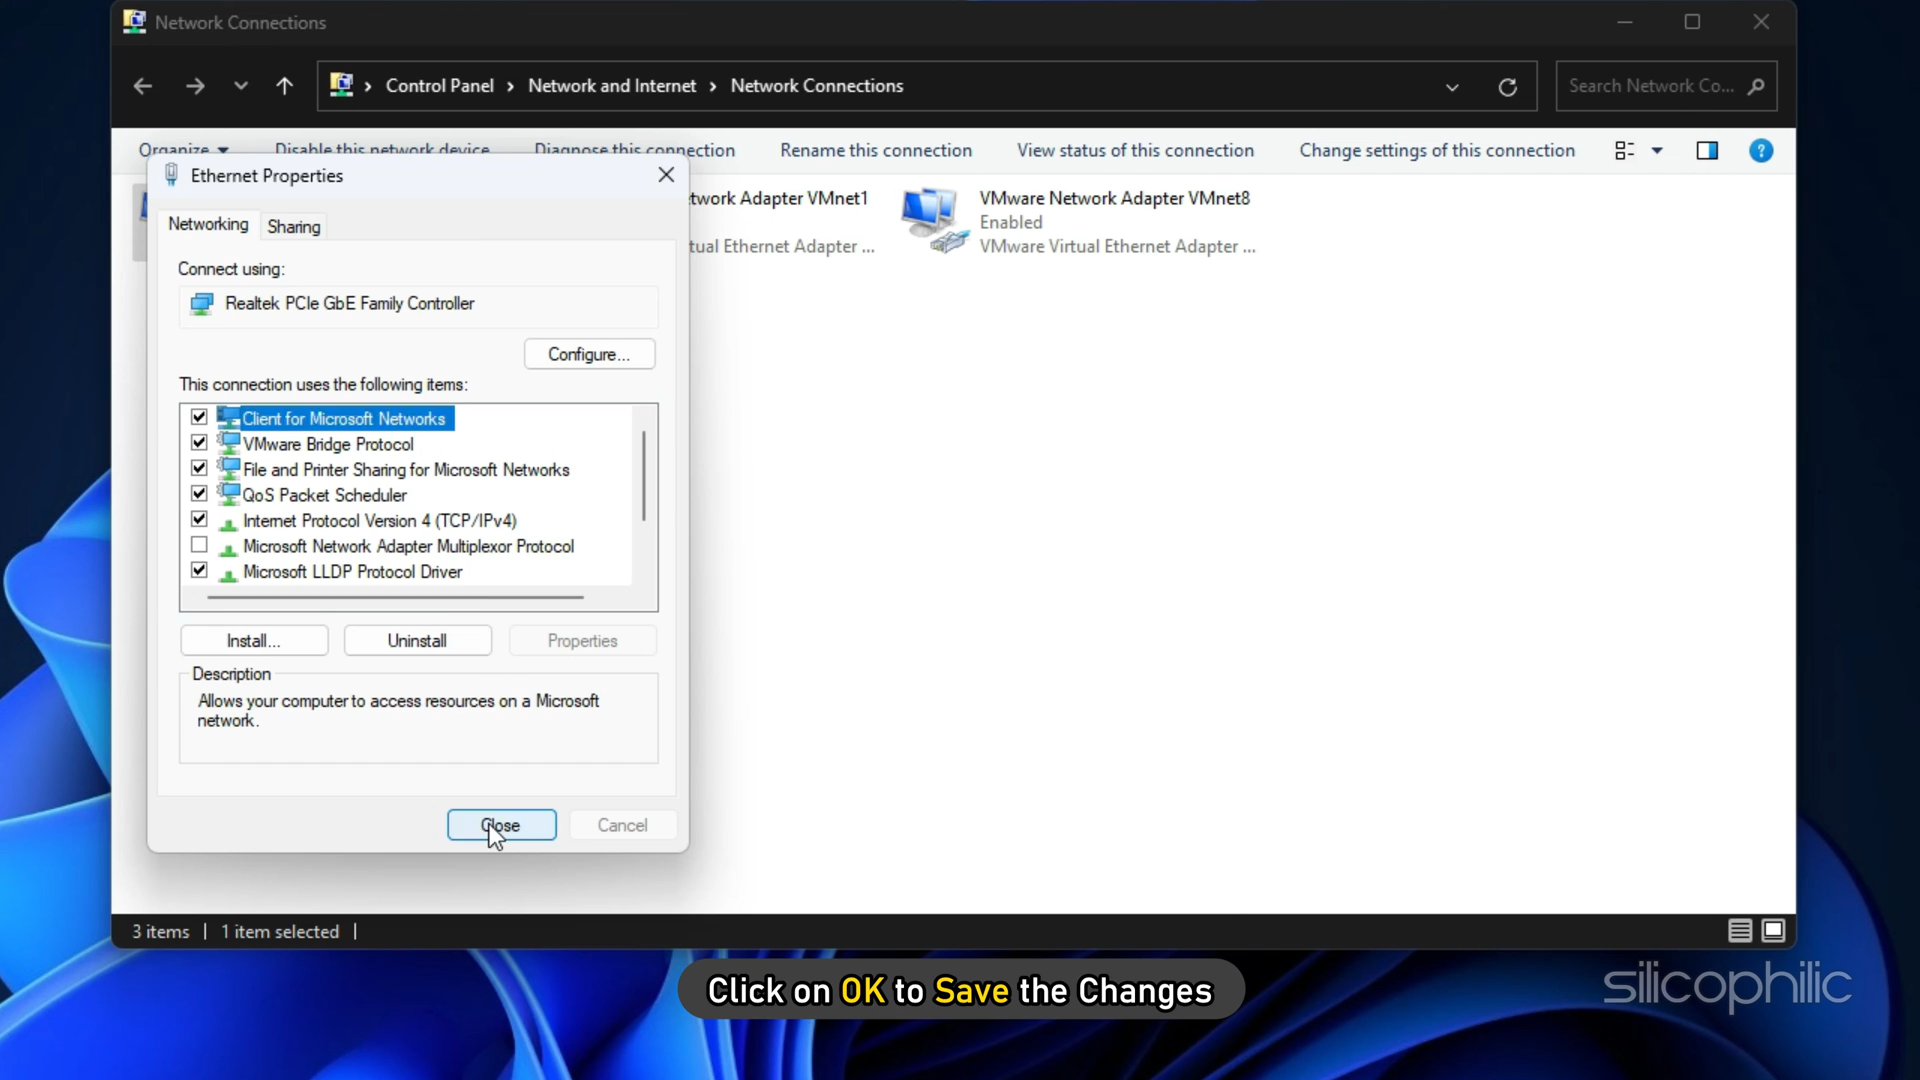 Network Connections
Control Panel > Network and Internet > Network Connections
Search Network Co...
Organize Disable this network device Diagnose this connection Rename this connection View status of this connection Change settings of this connection
Ethernet Properties
Networking Sharing
Connect using:
Realtek PCIe GbE Family Controller
Configure...
This connection uses the following items:
Client for Microsoft Networks
VMware Bridge Protocol
File and Printer Sharing for Microsoft Networks
QoS Packet Scheduler
Internet Protocol Version 4 (TCP/IPv4)
Microsoft Network Adapter Multiplexor Protocol
Microsoft LLDP Protocol Driver
Install... Uninstall Properties
Description
Allows your computer to access resources on a Microsoft
network.
Close Cancel
Adapter VMnet1
Ethernet Adapter ...
VMware Network Adapter VMnet8
Enabled
VMware Virtual Ethernet Adapter ...
3 items | 1 item selected |
Click on OK to Save the Changes
silicophilic